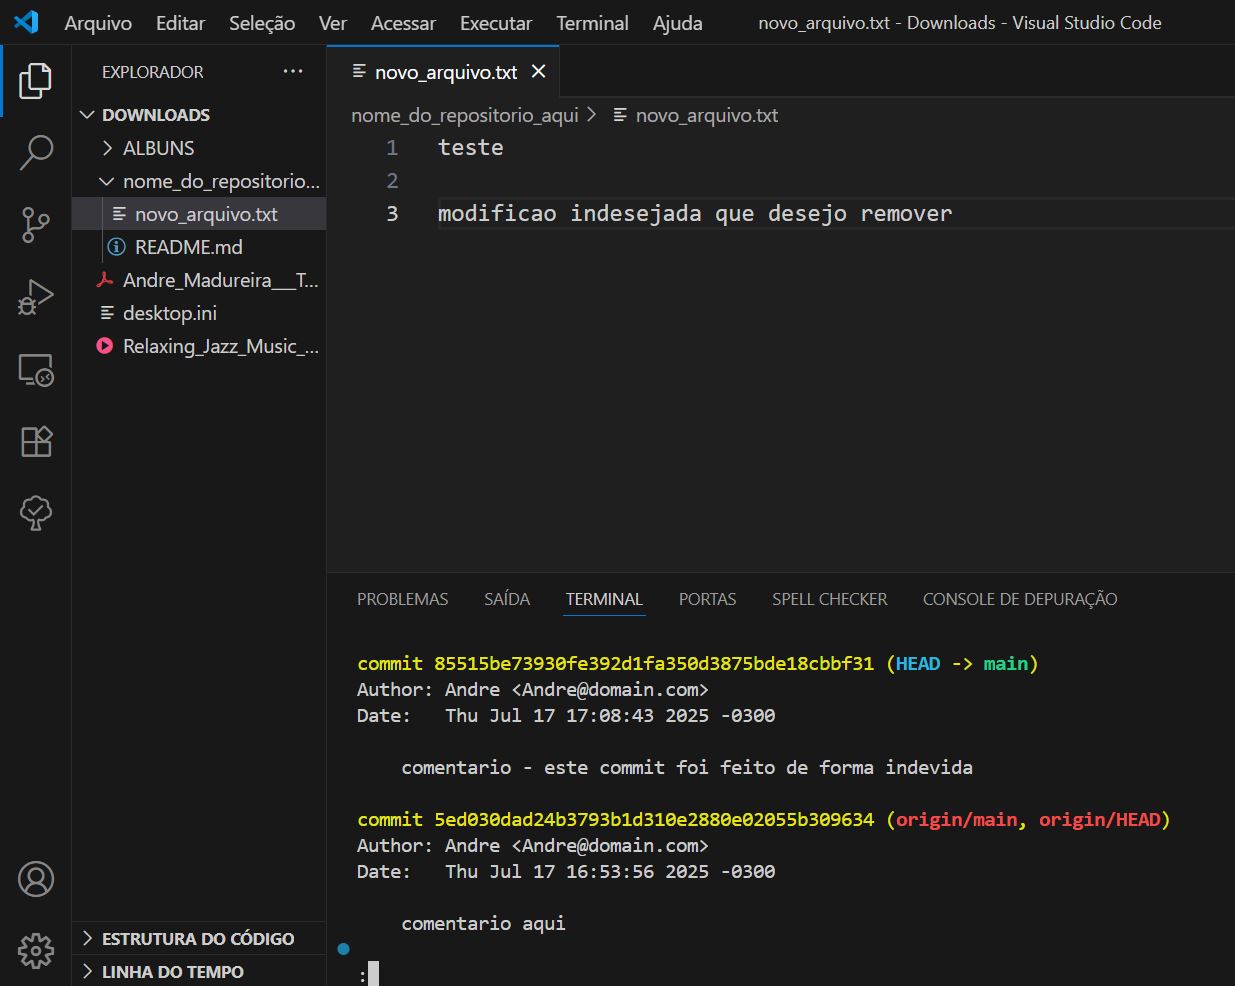 Arquivo Editar Seleção Ver Acessar Executar Terminal Ajuda novo_arquivo.txt - Downloads - Visual Studio Code
EXPLORADOR ···
DOWNLOADS
ALBUNS
nome_do_repositorio...
novo_arquivo.txt
README.md
Andre_Madureira___T...
desktop.ini
Relaxing_Jazz_Music_...
ESTRUTURA DO CÓDIGO
LINHA DO TEMPO
novo_arquivo.txt
nome_do_repositorio_aqui > novo_arquivo.txt
1 teste
2
3 modificao indesejada que desejo remover
PROBLEMAS SAÍDA TERMINAL PORTAS SPELL CHECKER CONSOLE DE DEPURAÇÃO
commit 85515be73930fe392d1fa350d3875bde18cbbf31 (HEAD -> main)
Author: Andre <Andre@domain.com>
Date: Thu Jul 17 17:08:43 2025 -0300
comentario - este commit foi feito de forma indevida
commit 5ed030dad24b3793b1d310e2880e02055b309634 (origin/main, origin/HEAD)
Author: Andre <Andre@domain.com>
Date: Thu Jul 17 16:53:56 2025 -0300
comentario aqui
: